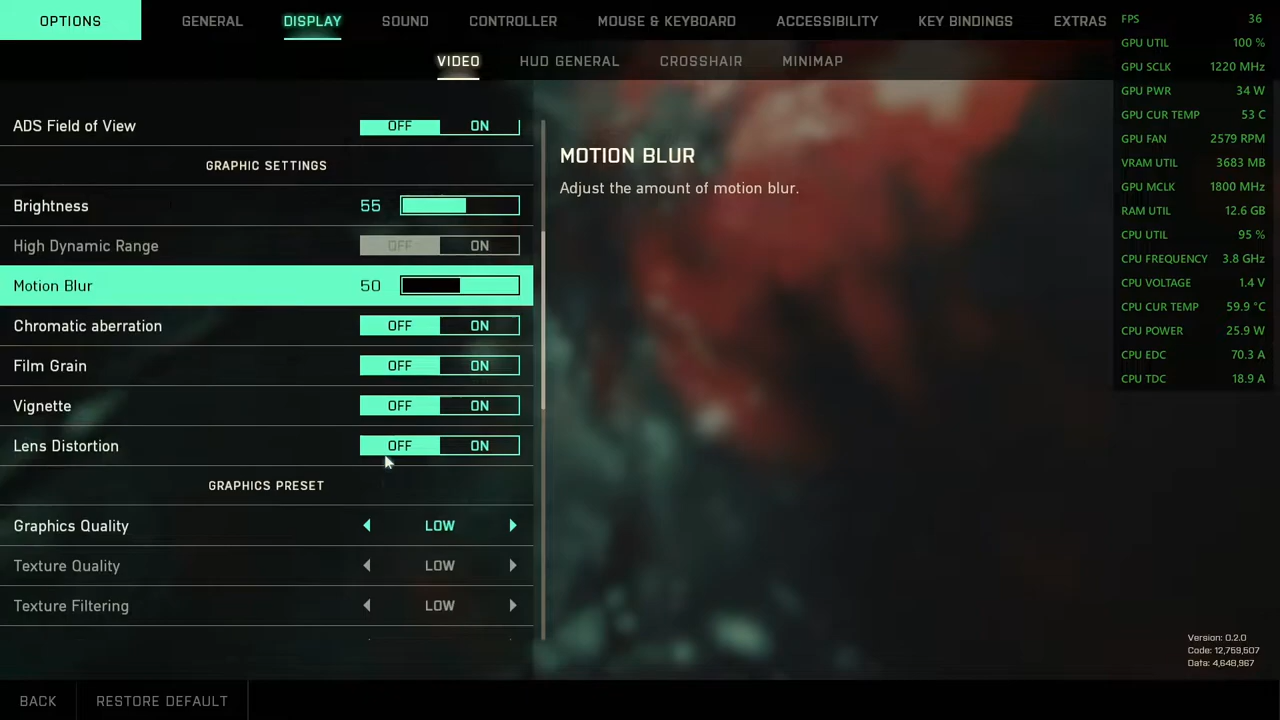 OPTIONS GENERAL DISPLAY SOUND CONTROLLER MOUSE & KEYBOARD ACCESSIBILITY KEY BINDINGS EXTRAS
VIDEO HUD GENERAL CROSSHAIR MINIMAP
ADS Field of View OFF ON
GRAPHIC SETTINGS
Brightness 55
High Dynamic Range OFF ON
Motion Blur 50
Chromatic aberration OFF ON
Film Grain OFF ON
Vignette OFF ON
Lens Distortion OFF ON
GRAPHICS PRESET
Graphics Quality LOW
Texture Quality LOW
Texture Filtering LOW
MOTION BLUR
Adjust the amount of motion blur.
FPS 36
GPU UTIL 100 %
GPU SCLK 1220 MHz
GPU PWR 34 W
GPU CUR TEMP 53 C
GPU FAN 2579 RPM
VRAM UTIL 3683 MB
GPU MCLK 1800 MHz
RAM UTIL 12.6 GB
CPU UTIL 95 %
CPU FREQUENCY 3.8 GHz
CPU VOLTAGE 1.4 V
CPU CUR TEMP 59.9 °C
CPU POWER 25.9 W
CPU EDC 70.3 A
CPU TDC 18.9 A
Version: 0.2.0
Code: 12,759,507
Data: 4,648,967
BACK RESTORE DEFAULT